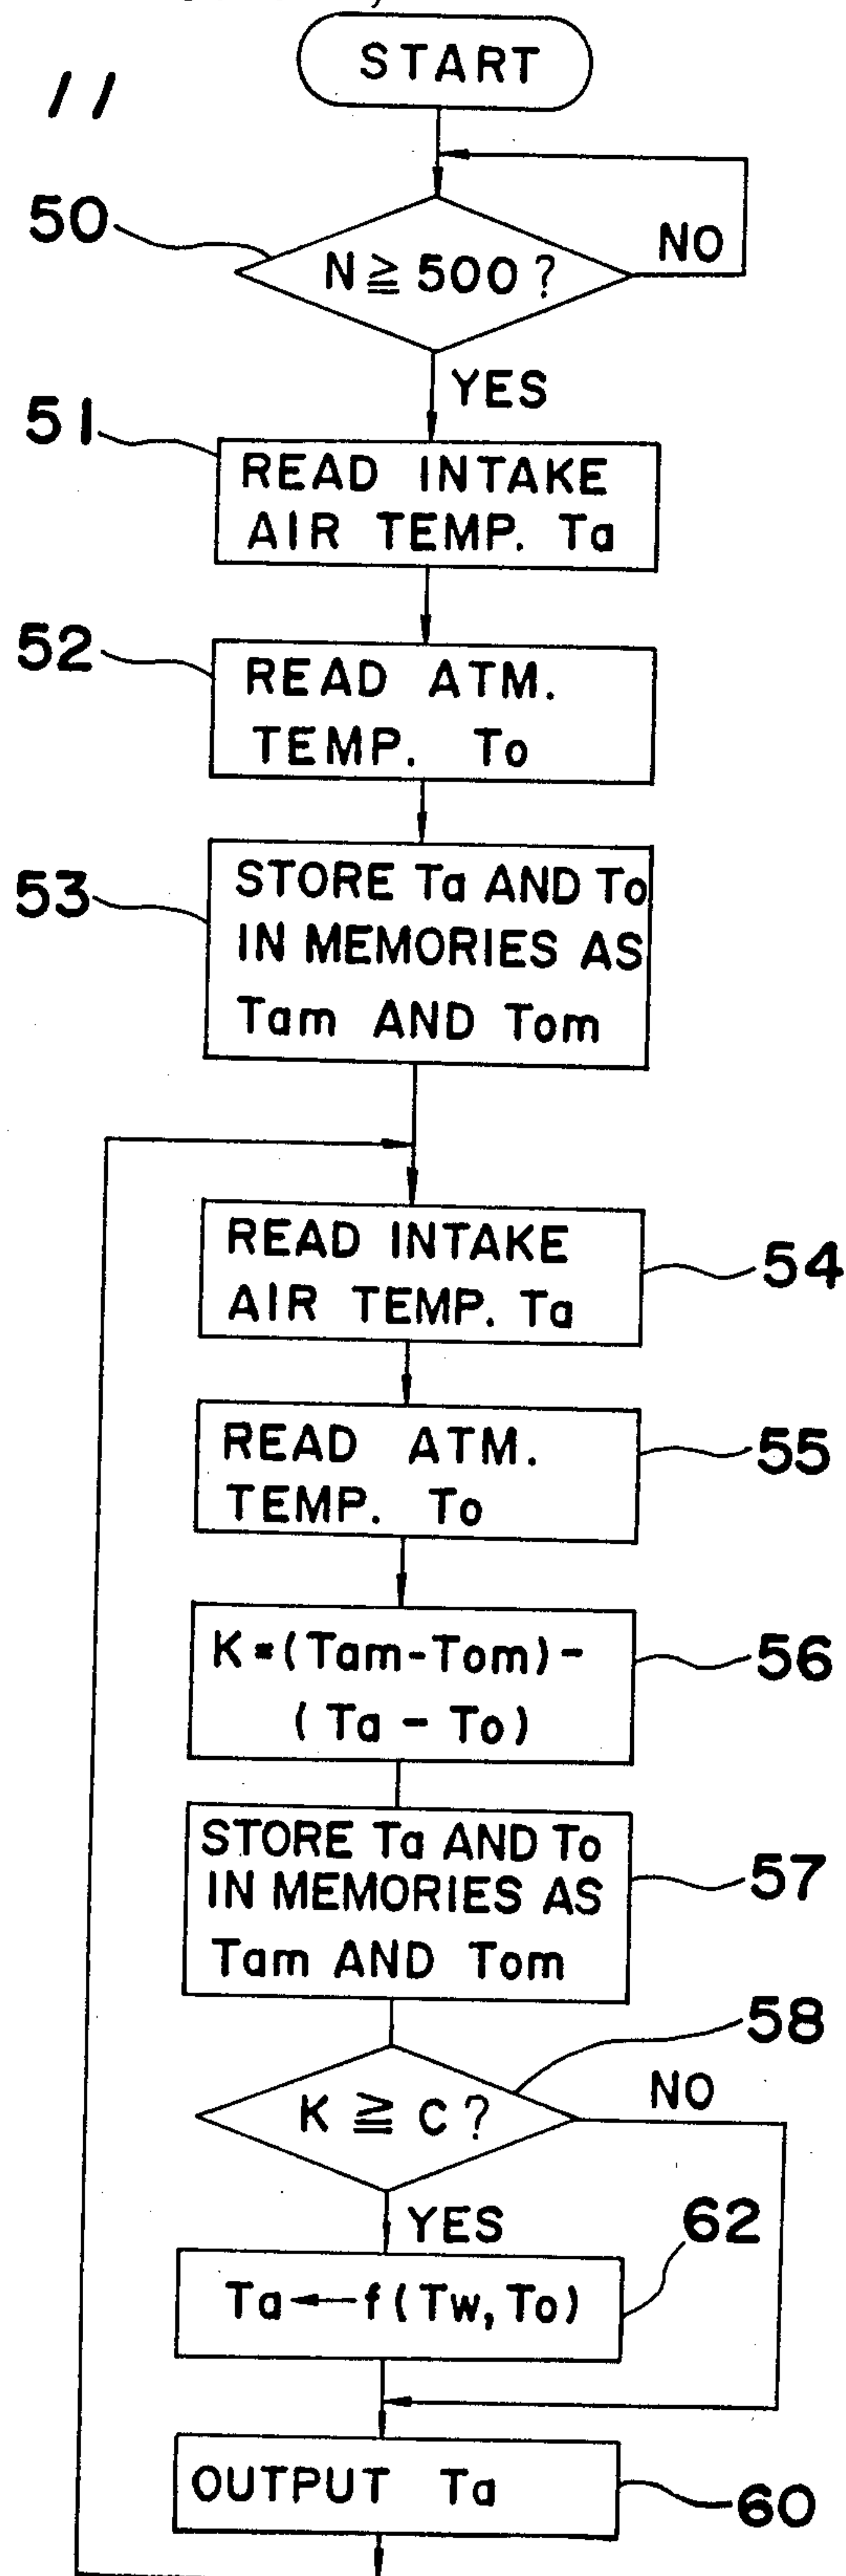 11
START
50
N ≧ 500 ?
NO
YES
51
READ INTAKE
AIR TEMP. Ta
52
READ ATM.
TEMP. To
53
STORE Ta AND To
IN MEMORIES AS
Tam AND Tom
READ INTAKE
AIR TEMP. Ta
54
READ ATM.
TEMP. To
55
K=(Tam-Tom)-
(Ta-To)
56
STORE Ta AND To
IN MEMORIES AS
Tam AND Tom
57
58
K ≧ C ?
NO
YES
62
Ta←f(Tw,To)
OUTPUT Ta
60